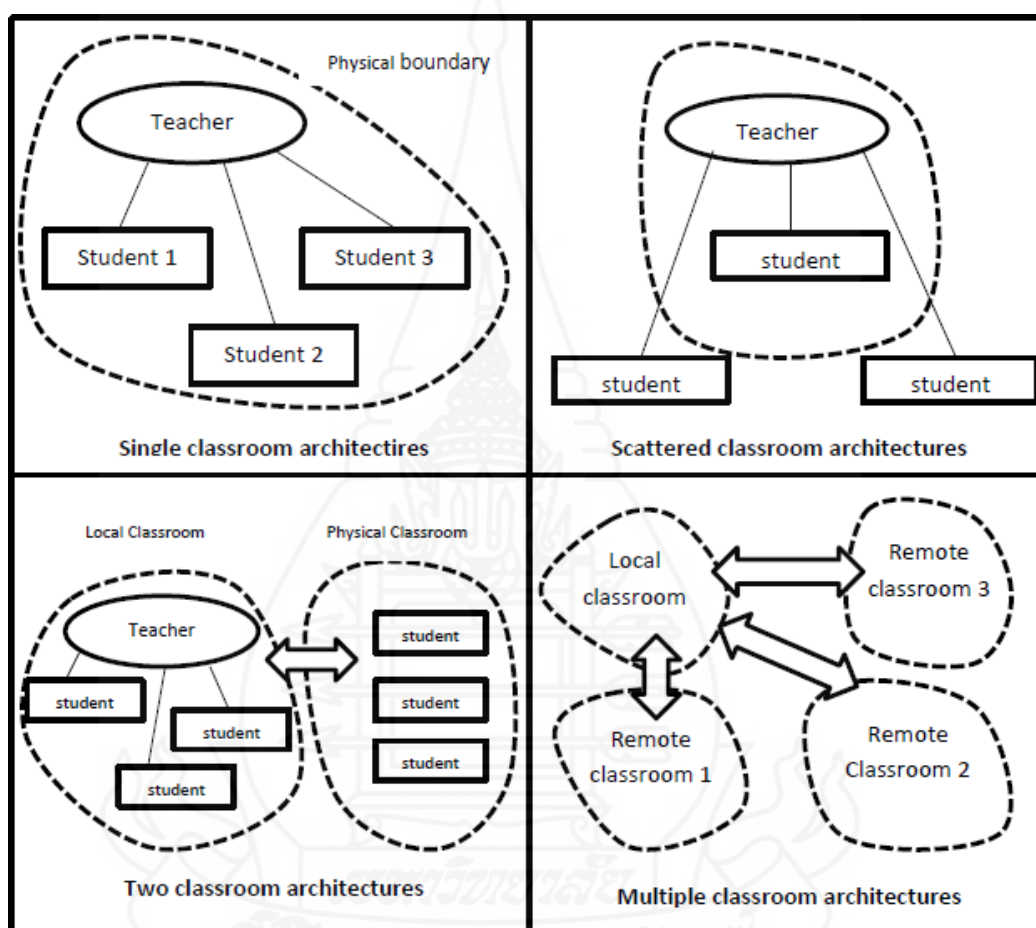 Physical boundary
Teacher
Student 1
Student 3
Student 2
Single classroom architectires
Teacher
student
student
student
Scattered classroom architectures
Local Classroom
Physical Classroom
Teacher
student
student
student
student
student
student
Two classroom architectures
Local
classroom
Remote
classroom 3
Remote
classroom 1
Remote
Classroom 2
Multiple classroom architectures